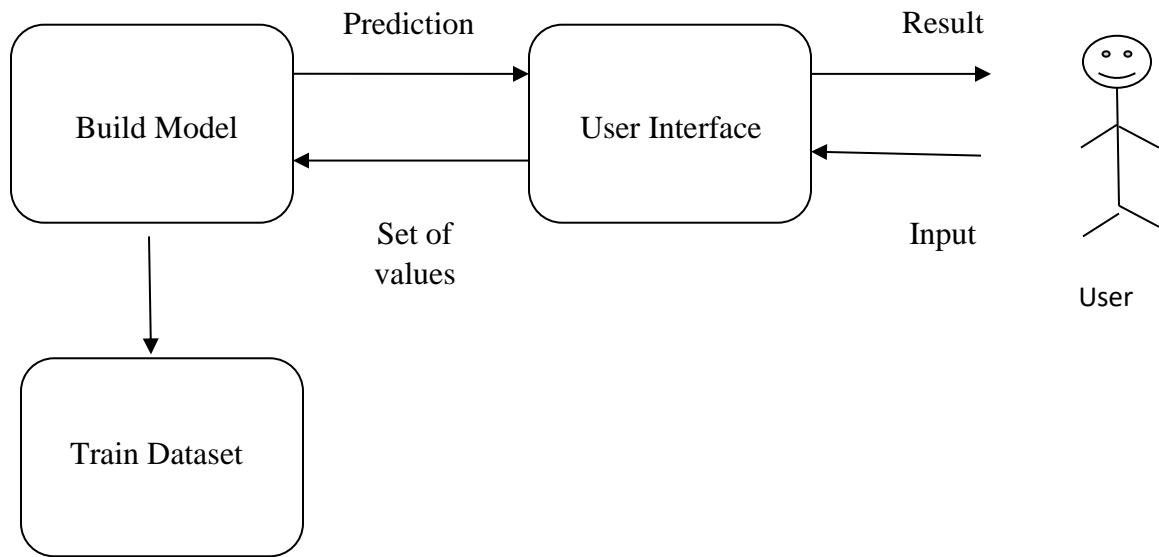 Prediction
Result
Build Model
User Interface
Set of
values
Input
User
Train Dataset